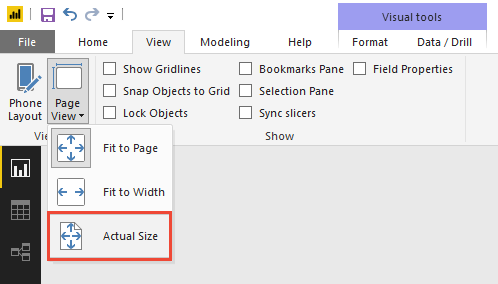 Visual tools
File Home View Modeling Help Format Data / Drill
Show Gridlines Bookmarks Pane Field Properties
Phone Layout Page View Snap Objects to Grid Selection Pane
Lock Objects Sync slicers
Show
Fit to Page
Fit to Width
Actual Size